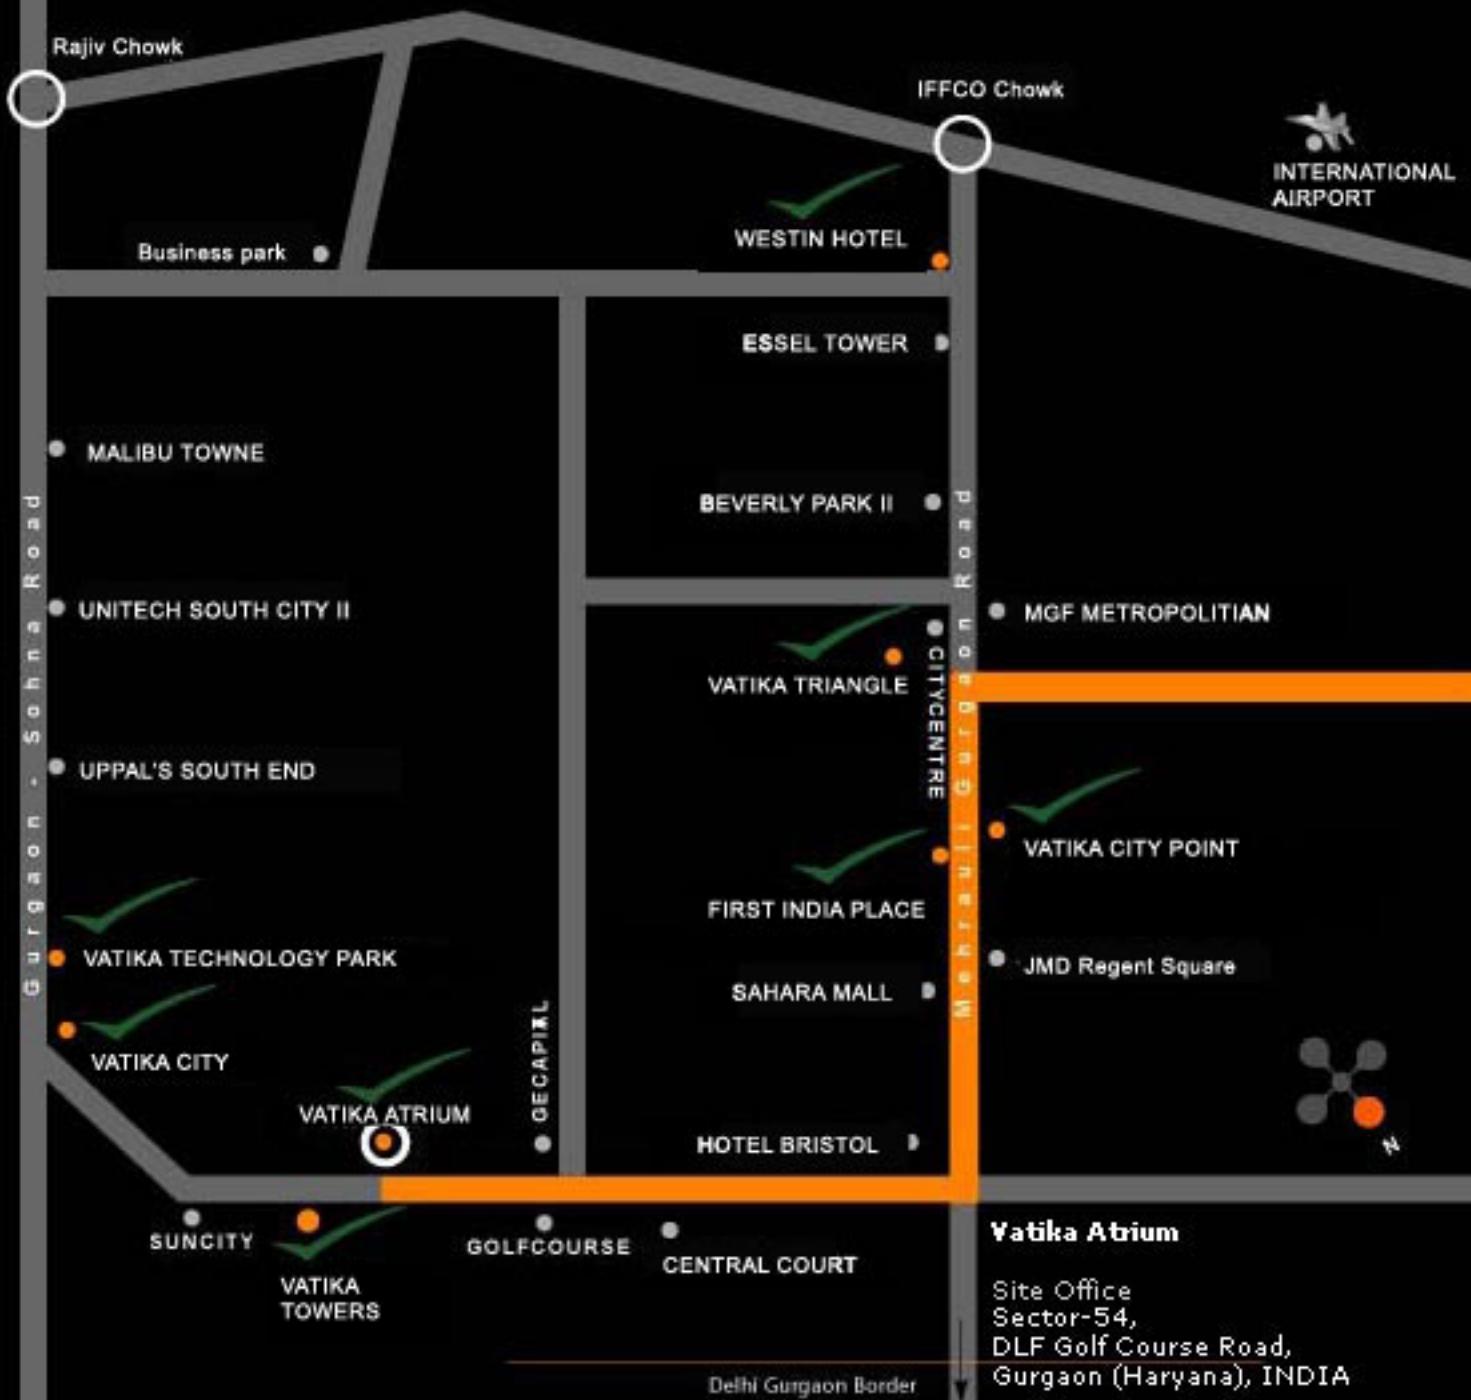 Rajiv Chowk
IFFCO Chowk
INTERNATIONAL
AIRPORT
WESTIN HOTEL
Business park
ESSEL TOWER
MALIBU TOWNE
BEVERLY PARK II
Gurgaon - Sohna Road
Mehrauli Gurgaon Road
UNITECH SOUTH CITY II
MGF METROPOLITIAN
CITYCENTRE
VATIKA TRIANGLE
UPPAL'S SOUTH END
VATIKA CITY POINT
FIRST INDIA PLACE
VATIKA TECHNOLOGY PARK
JMD Regent Square
SAHARA MALL
VATIKA CITY
GECAPITAL
VATIKA ATRIUM
HOTEL BRISTOL
N
SUNCITY
GOLFCOURSE
CENTRAL COURT
VATIKA
TOWERS
Vatika Atrium
Site Office
Sector-54,
DLF Golf Course Road,
Gurgaon (Haryana), INDIA
Delhi Gurgaon Border